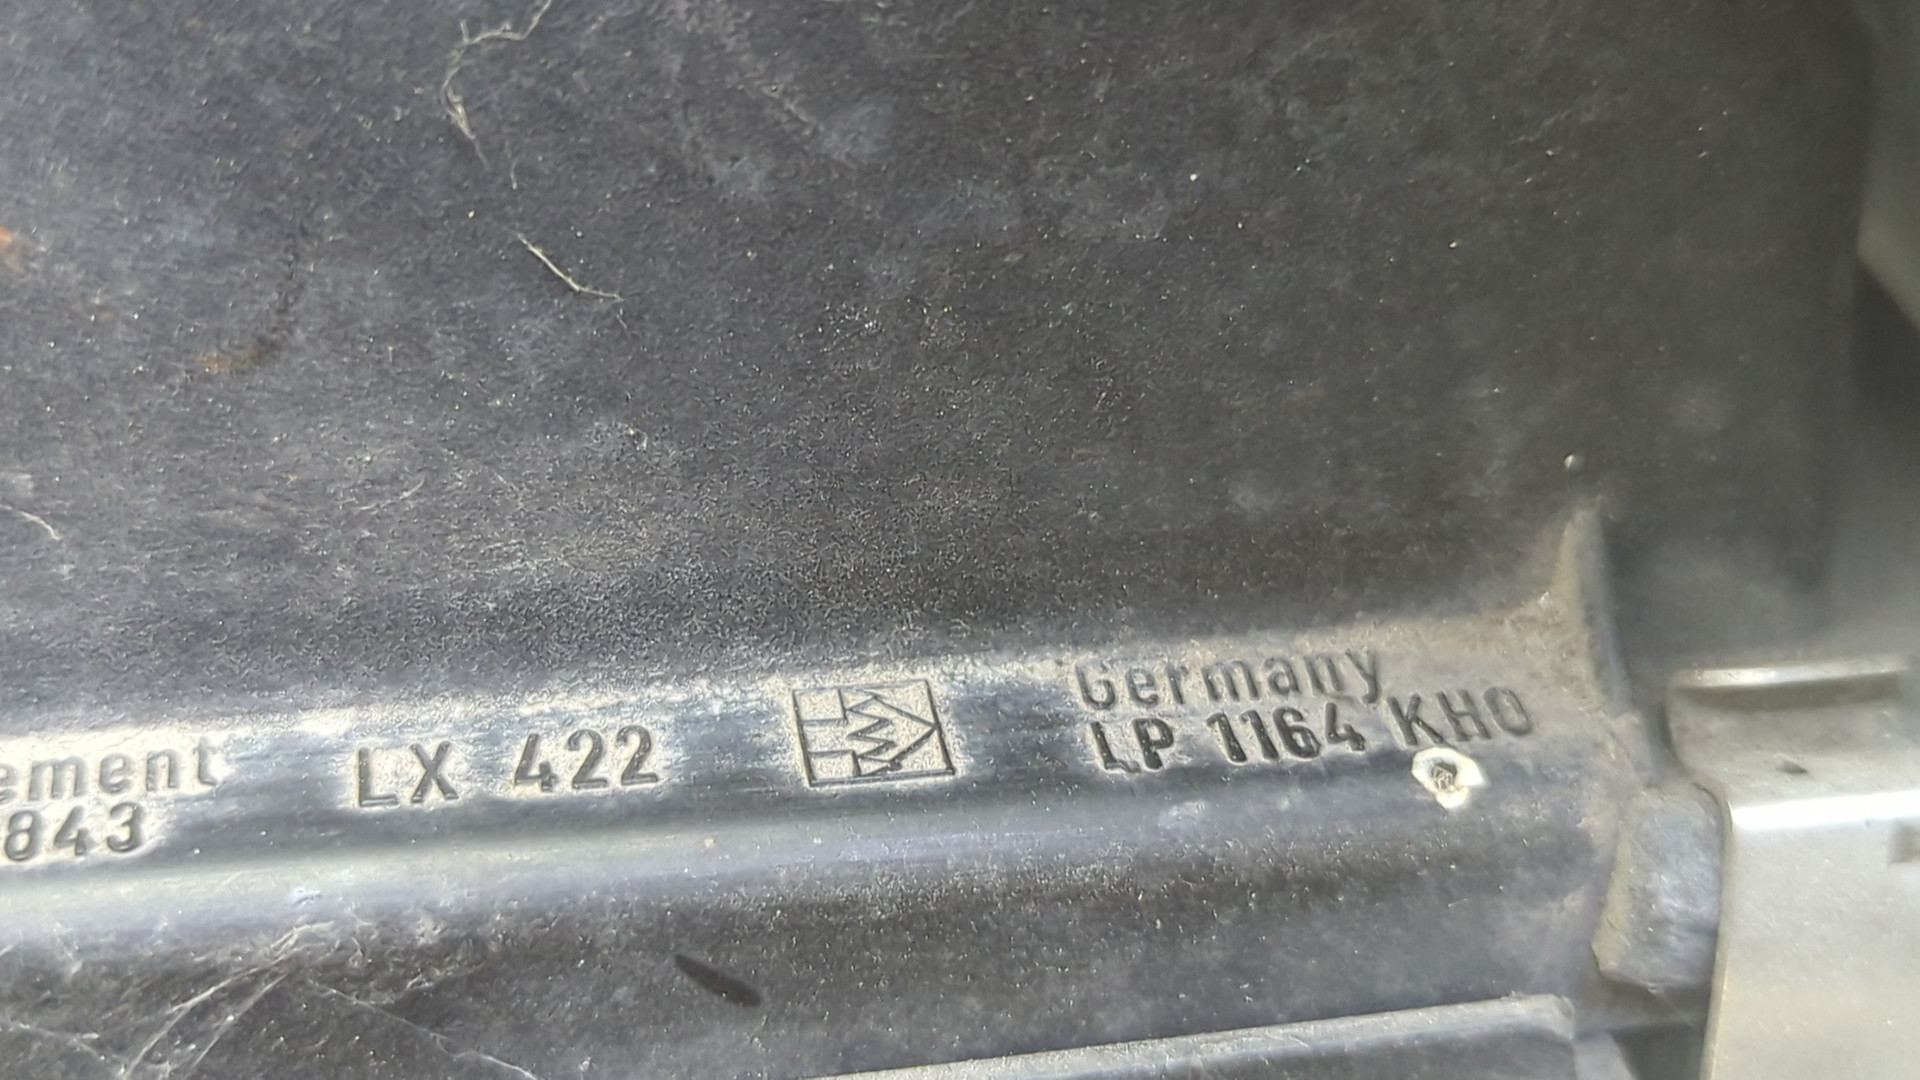 ement
843
LX 422
Germany
LP 1164 KHO